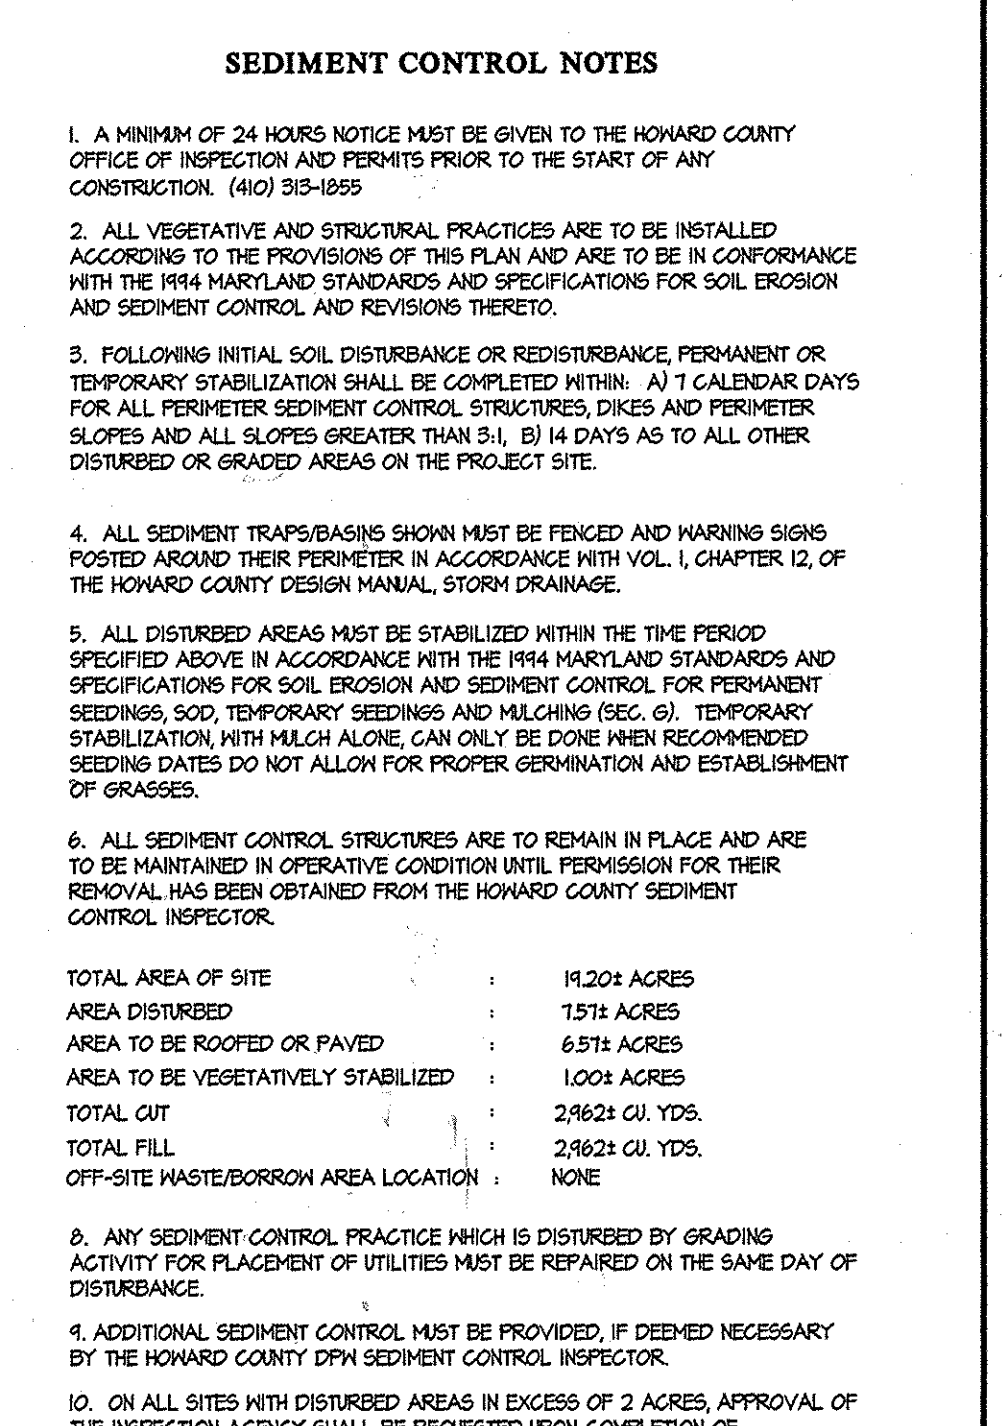 SEDIMENT CONTROL NOTES
1. A MINIMUM OF 24 HOURS NOTICE MUST BE GIVEN TO THE HOWARD COUNTY
OFFICE OF INSPECTION AND PERMITS PRIOR TO THE START OF ANY
CONSTRUCTION. (410) 313-1855
2. ALL VEGETATIVE AND STRUCTURAL PRACTICES ARE TO BE INSTALLED
ACCORDING TO THE PROVISIONS OF THIS PLAN AND ARE TO BE IN CONFORMANCE
WITH THE 1994 MARYLAND STANDARDS AND SPECIFICATIONS FOR SOIL EROSION
AND SEDIMENT CONTROL AND REVISIONS THERETO.
3. FOLLOWING INITIAL SOIL DISTURBANCE OR REDISTURBANCE, PERMANENT OR
TEMPORARY STABILIZATION SHALL BE COMPLETED WITHIN: A) 7 CALENDAR DAYS
FOR ALL PERIMETER SEDIMENT CONTROL STRUCTURES, DIKES AND PERIMETER
SLOPES AND ALL SLOPES GREATER THAN 3:1, B) 14 DAYS AS TO ALL OTHER
DISTURBED OR GRADED AREAS ON THE PROJECT SITE.
4. ALL SEDIMENT TRAPS/BASINS SHOWN MUST BE FENCED AND WARNING SIGNS
POSTED AROUND THEIR PERIMETER IN ACCORDANCE WITH VOL. 1, CHAPTER 12, OF
THE HOWARD COUNTY DESIGN MANUAL, STORM DRAINAGE.
5. ALL DISTURBED AREAS MUST BE STABILIZED WITHIN THE TIME PERIOD
SPECIFIED ABOVE IN ACCORDANCE WITH THE 1994 MARYLAND STANDARDS AND
SPECIFICATIONS FOR SOIL EROSION AND SEDIMENT CONTROL FOR PERMANENT
SEEDINGS, SOD, TEMPORARY SEEDINGS AND MULCHING (SEC. G). TEMPORARY
STABILIZATION, WITH MULCH ALONE, CAN ONLY BE DONE WHEN RECOMMENDED
SEEDING DATES DO NOT ALLOW FOR PROPER GERMINATION AND ESTABLISHMENT
OF GRASSES.
6. ALL SEDIMENT CONTROL STRUCTURES ARE TO REMAIN IN PLACE AND ARE
TO BE MAINTAINED IN OPERATIVE CONDITION UNTIL PERMISSION FOR THEIR
REMOVAL HAS BEEN OBTAINED FROM THE HOWARD COUNTY SEDIMENT
CONTROL INSPECTOR.
TOTAL AREA OF SITE : 19.20± ACRES
AREA DISTURBED : 7.57± ACRES
AREA TO BE ROOFED OR PAVED : 6.57± ACRES
AREA TO BE VEGETATIVELY STABILIZED : 1.00± ACRES
TOTAL CUT : 2,962± CU. YDS.
TOTAL FILL : 2,962± CU. YDS.
OFF-SITE WASTE/BORROW AREA LOCATION : NONE
8. ANY SEDIMENT CONTROL PRACTICE WHICH IS DISTURBED BY GRADING
ACTIVITY FOR PLACEMENT OF UTILITIES MUST BE REPAIRED ON THE SAME DAY OF
DISTURBANCE.
9. ADDITIONAL SEDIMENT CONTROL MUST BE PROVIDED, IF DEEMED NECESSARY
BY THE HOWARD COUNTY DPW SEDIMENT CONTROL INSPECTOR.
10. ON ALL SITES WITH DISTURBED AREAS IN EXCESS OF 2 ACRES, APPROVAL OF
THE INSPECTION AGENCY SHALL BE REQUESTED UPON COMPLETION OF